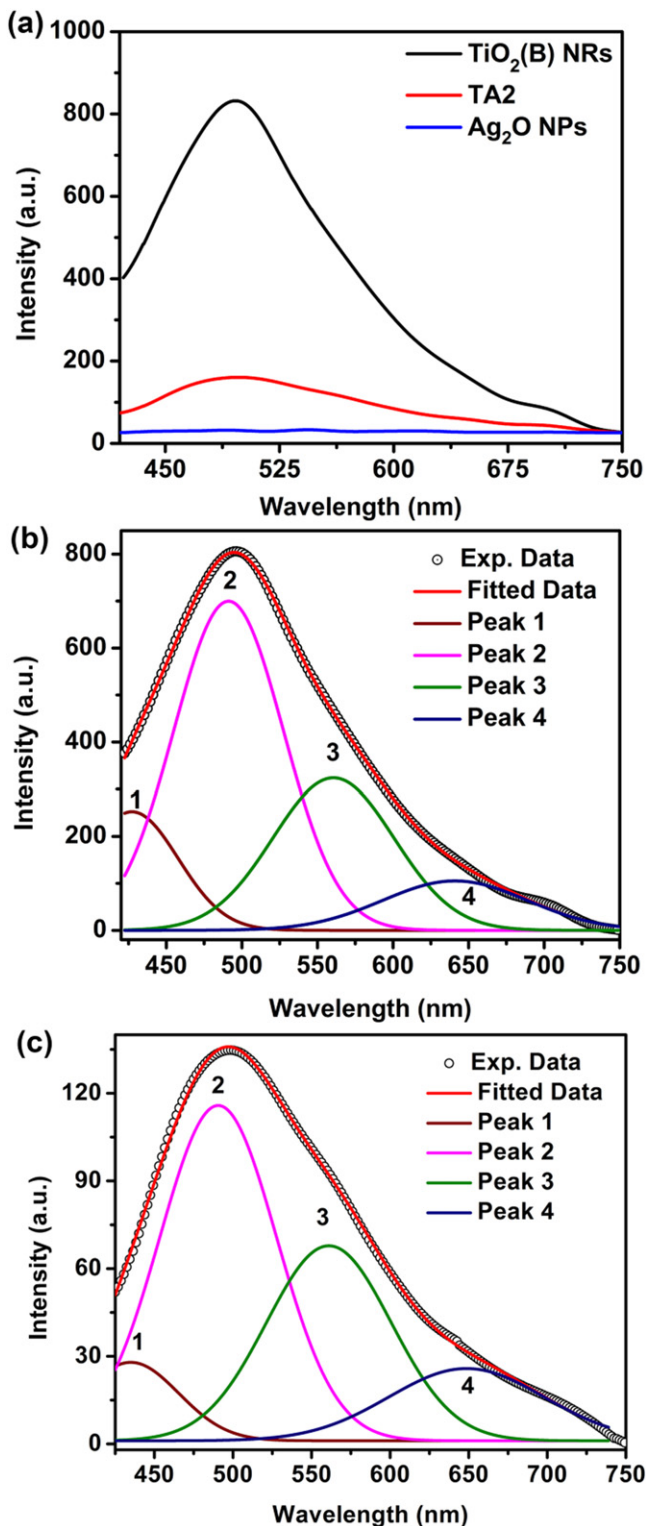 (a)
1000
800
600
400
200
0
Intensity (a.u.)
TiO2(B) NRs
TA2
Ag2O NPs
450 525 600 675 750
Wavelength (nm)
(b)
800
600
400
200
0
Intensity (a.u.)
Exp. Data
Fitted Data
Peak 1
Peak 2
Peak 3
Peak 4
1
2
3
4
450 500 550 600 650 700 750
Wavelength (nm)
(c)
120
90
60
30
0
Intensity (a.u.)
Exp. Data
Fitted Data
Peak 1
Peak 2
Peak 3
Peak 4
1
2
3
4
450 500 550 600 650 700 750
Wavelength (nm)